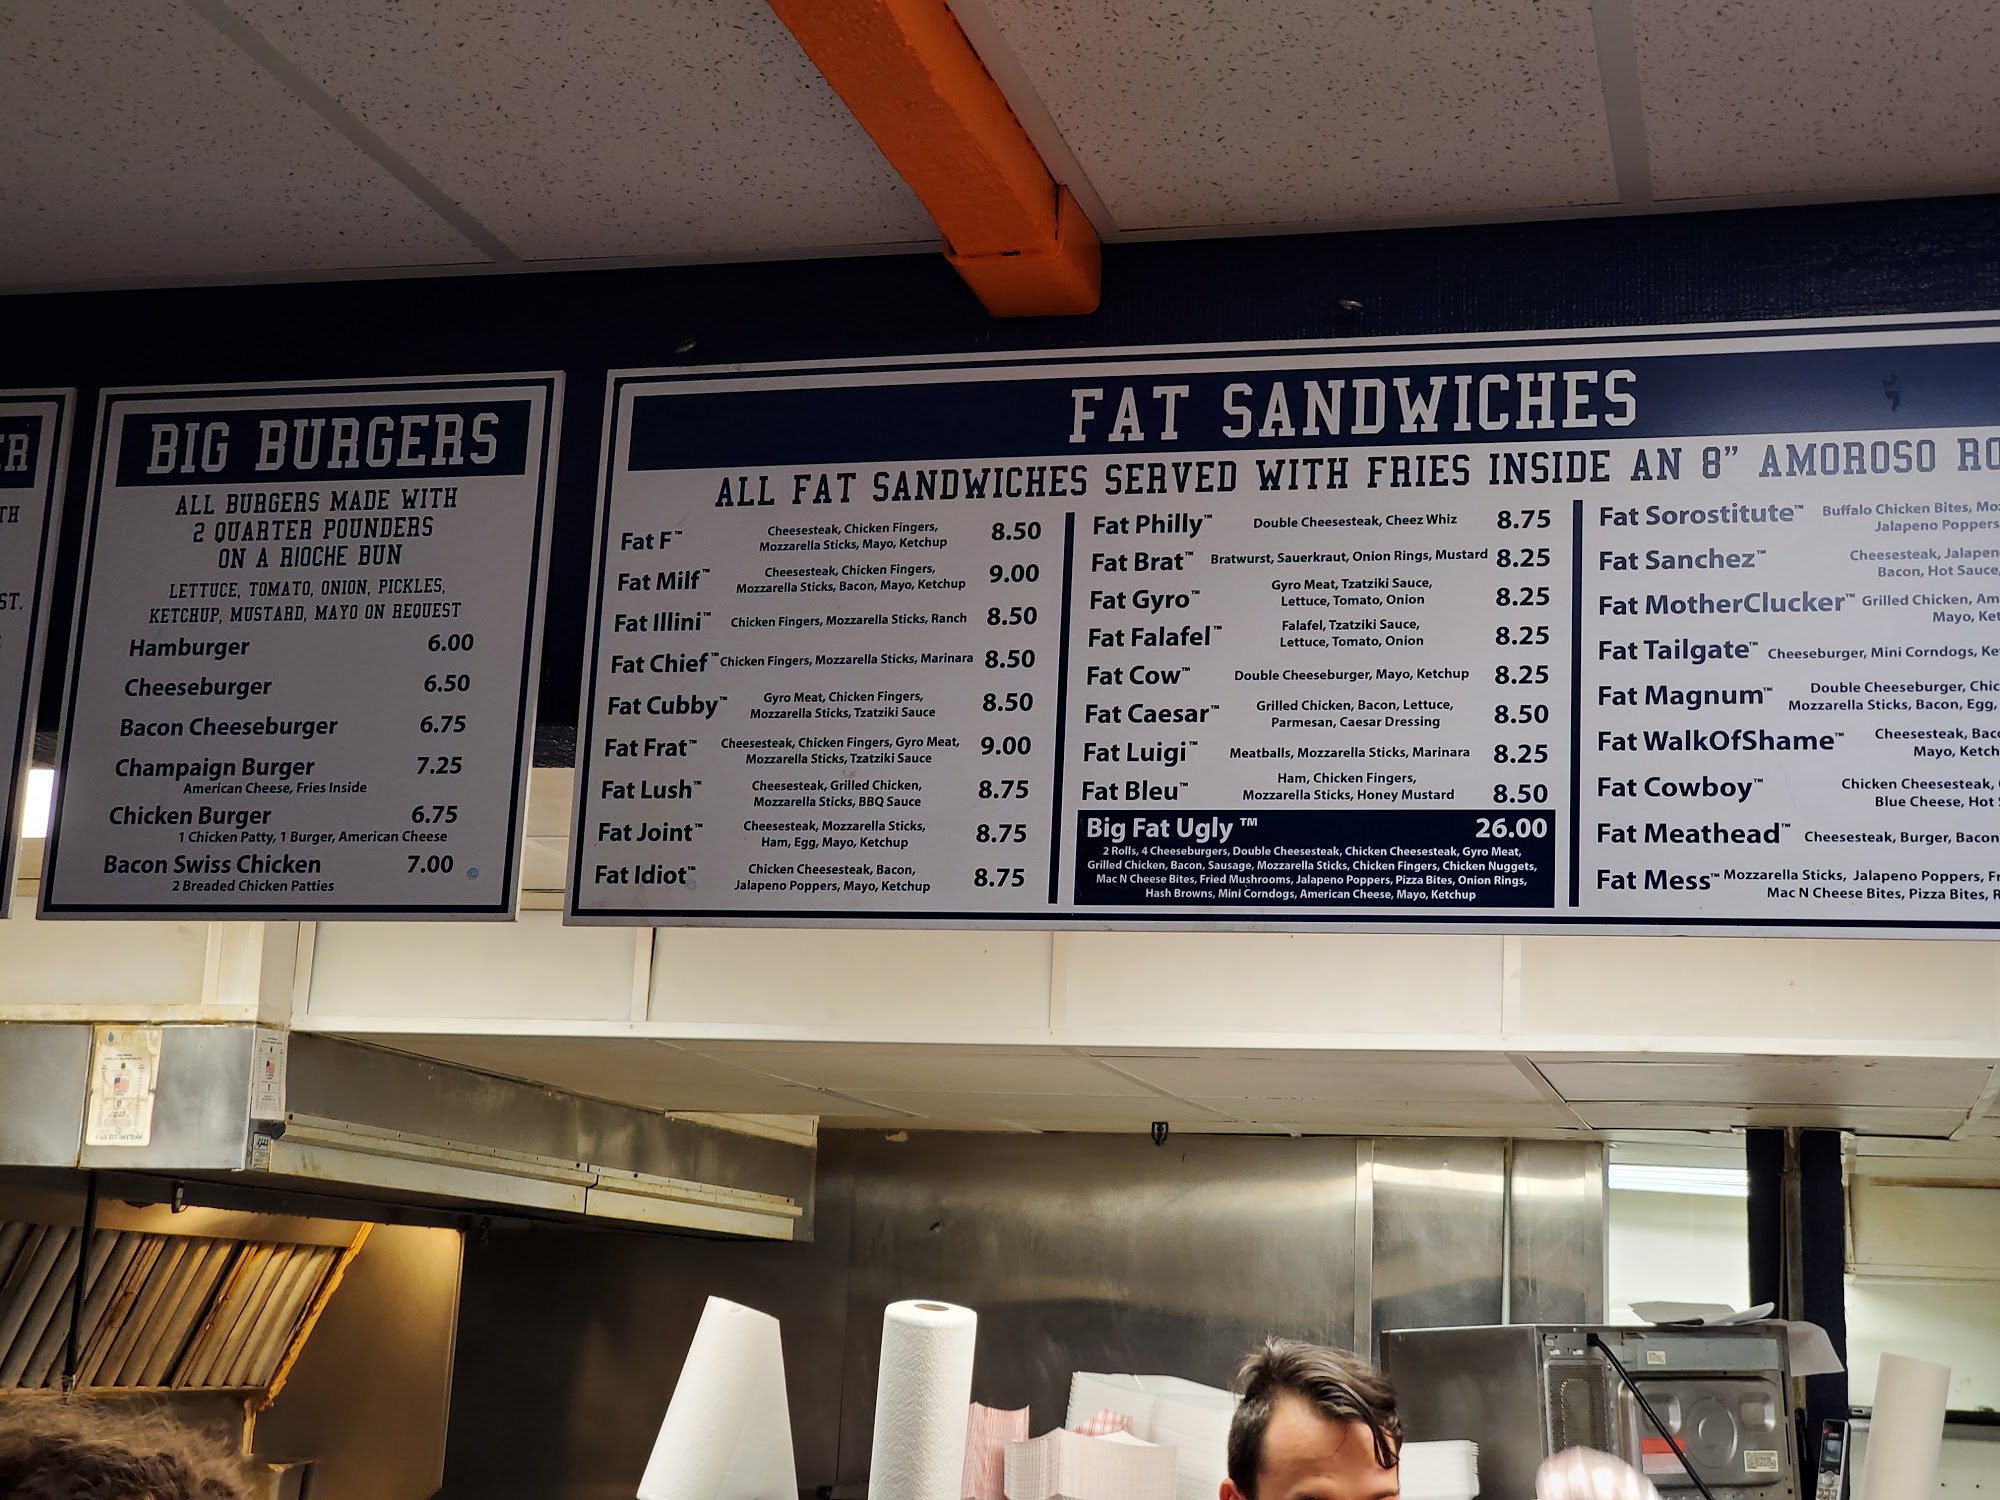 ER
TH
ST.
BIG BURGERS
ALL BURGERS MADE WITH
2 QUARTER POUNDERS
ON A RIOCHE BUN
LETTUCE, TOMATO, ONION, PICKLES,
KETCHUP, MUSTARD, MAYO ON REQUEST
Hamburger 6.00
Cheeseburger 6.50
Bacon Cheeseburger 6.75
Champaign Burger 7.25
American Cheese, Fries Inside
Chicken Burger 6.75
1 Chicken Patty, 1 Burger, American Cheese
Bacon Swiss Chicken 7.00
2 Breaded Chicken Patties
FAT SANDWICHES
ALL FAT SANDWICHES SERVED WITH FRIES INSIDE AN 8” AMOROSO RO
Fat F™ Cheesesteak, Chicken Fingers, 8.50
Mozzarella Sticks, Mayo, Ketchup
Fat Milf™ Cheesesteak, Chicken Fingers, 9.00
Mozzarella Sticks, Bacon, Mayo, Ketchup
Fat Illini™ Chicken Fingers, Mozzarella Sticks, Ranch 8.50
Fat Chief™ Chicken Fingers, Mozzarella Sticks, Marinara 8.50
Fat Cubby™ Gyro Meat, Chicken Fingers, 8.50
Mozzarella Sticks, Tzatziki Sauce
Fat Frat™ Cheesesteak, Chicken Fingers, Gyro Meat, 9.00
Mozzarella Sticks, Tzatziki Sauce
Fat Lush™ Cheesesteak, Grilled Chicken, 8.75
Mozzarella Sticks, BBQ Sauce
Fat Joint™ Cheesesteak, Mozzarella Sticks, 8.75
Ham, Egg, Mayo, Ketchup
Fat Idiot™ Chicken Cheesesteak, Bacon, 8.75
Jalapeno Poppers, Mayo, Ketchup
Fat Philly™ Double Cheesesteak, Cheez Whiz 8.75
Fat Brat™ Bratwurst, Sauerkraut, Onion Rings, Mustard 8.25
Fat Gyro™ Gyro Meat, Tzatziki Sauce, 8.25
Lettuce, Tomato, Onion
Fat Falafel™ Falafel, Tzatziki Sauce, 8.25
Lettuce, Tomato, Onion
Fat Cow™ Double Cheeseburger, Mayo, Ketchup 8.25
Fat Caesar™ Grilled Chicken, Bacon, Lettuce, 8.50
Parmesan, Caesar Dressing
Fat Luigi™ Meatballs, Mozzarella Sticks, Marinara 8.25
Fat Bleu™ Ham, Chicken Fingers, 8.50
Mozzarella Sticks, Honey Mustard
Big Fat Ugly ™ 26.00
2 Rolls, 4 Cheeseburgers, Double Cheesesteak, Chicken Cheesesteak, Gyro Meat,
Grilled Chicken, Bacon, Sausage, Mozzarella Sticks, Chicken Fingers, Chicken Nuggets,
Mac N Cheese Bites, Fried Mushrooms, Jalapeno Poppers, Pizza Bites, Onion Rings,
Hash Browns, Mini Corndogs, American Cheese, Mayo, Ketchup
Fat Sorostitute™ Buffalo Chicken Bites, Moz
Jalapeno Poppers
Fat Sanchez™ Cheesesteak, Jalapen
Bacon, Hot Sauce,
Fat MotherClucker™ Grilled Chicken, Am
Mayo, Ket
Fat Tailgate™ Cheeseburger, Mini Corndogs, Ke
Fat Magnum™ Double Cheeseburger, Chic
Mozzarella Sticks, Bacon, Egg,
Fat WalkOfShame™ Cheesesteak, Baco
Mayo, Ketch
Fat Cowboy™ Chicken Cheesesteak,
Blue Cheese, Hot S
Fat Meathead™ Cheesesteak, Burger, Bacon
Fat Mess™ Mozzarella Sticks, Jalapeno Poppers, Fr
Mac N Cheese Bites, Pizza Bites, R